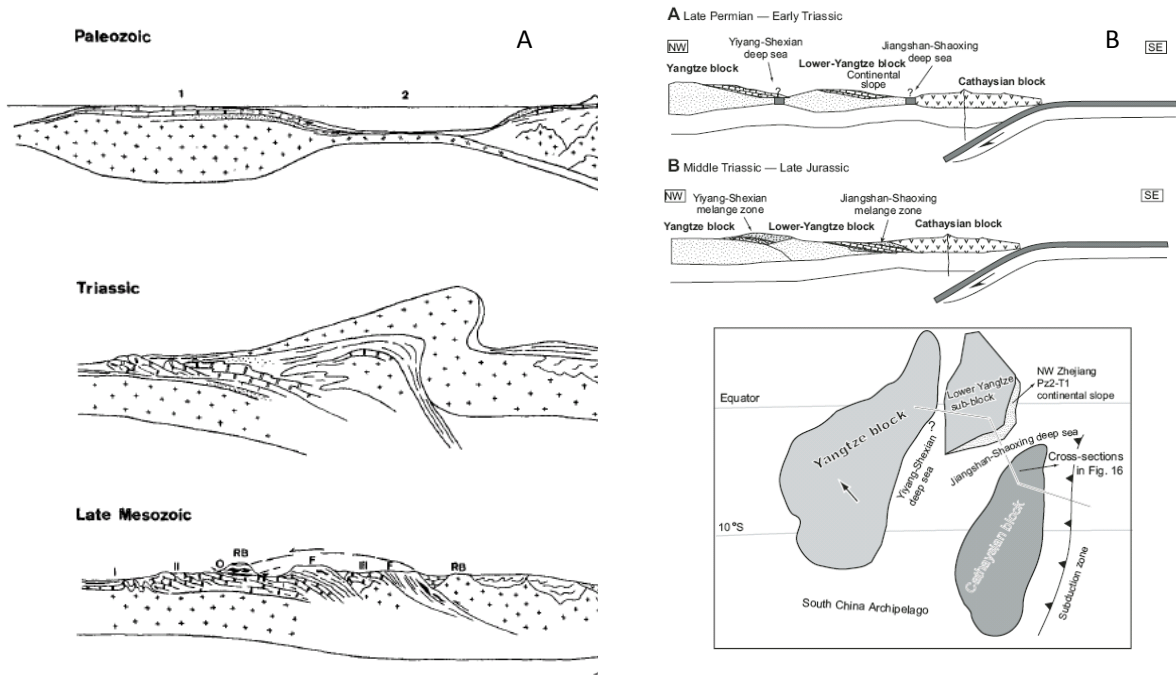 Paleozoic
A
1
2
Triassic
Late Mesozoic
I
II
O
RB
F
III
F
RB
B
A Late Permian — Early Triassic
NW
SE
Yiyang-Shexian
deep sea
Jiangshan-Shaoxing
deep sea
Yangtze block
Lower-Yangtze block
Continental
slope
Cathaysian block
?
?
B Middle Triassic — Late Jurassic
NW
SE
Yiyang-Shexian
melange zone
Jiangshan-Shaoxing
melange zone
Yangtze block
Lower-Yangtze block
Cathaysian block
Equator
10°S
Yangtze block
?
Yiyang-Shexian
deep sea
Lower Yangtze
sub-block
NW Zhejiang
Pz2-T1
continental slope
Jiangshan-Shaoxing deep sea
Cross-sections
in Fig. 16
Cathaysian block
Subduction zone
South China Archipelago